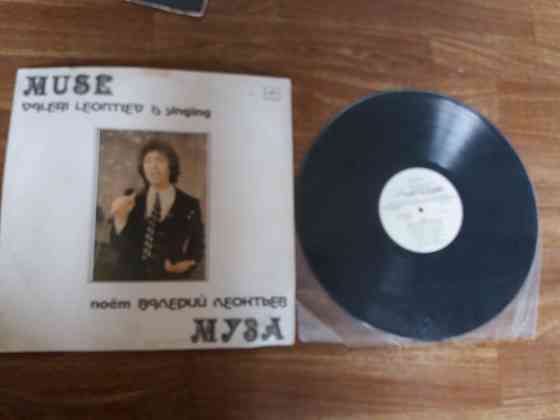 MUSE
VALERI LEONTIEV is singing
поёт ВАЛЕРИЙ ЛЕОНТЬЕВ
МУЗА